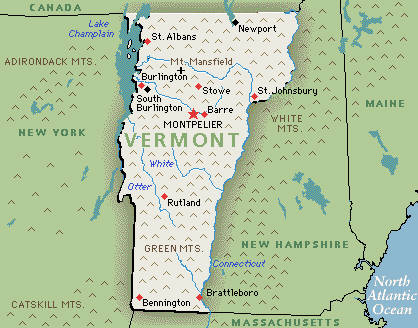 CANADA
Lake
Champlain
Newport
St. Albans
Mt. Mansfield
ADIRONDACK MTS.
Burlington
Stowe
St. Johnsbury
South
Burlington
Barre
MAINE
MONTPELIER
WHITE
MTS.
NEW YORK
VERMONT
White
Otter
Rutland
GREEN MTS.
NEW HAMPSHIRE
Connecticut
North
Atlantic
Ocean
Brattleboro
Bennington
CATSKILL MTS.
MASSACHUSETTS